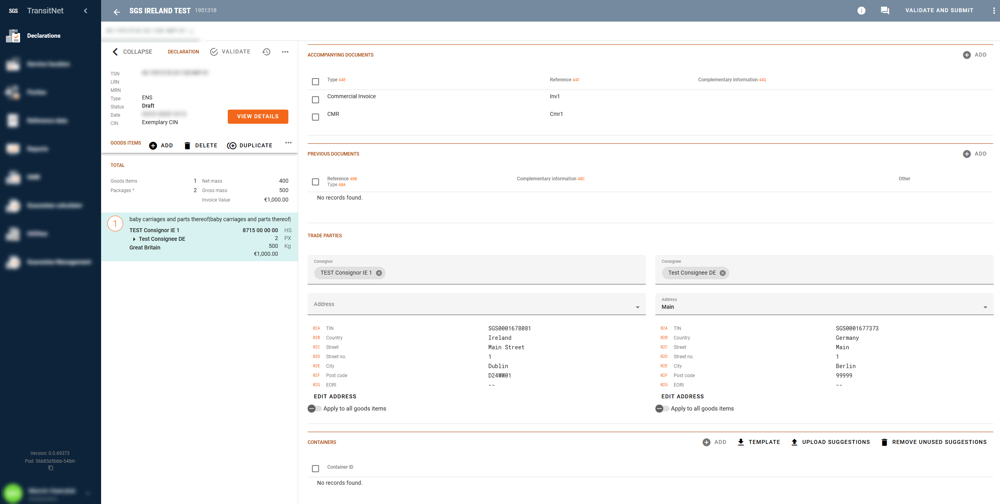 SGS TransitNet
SGS IRELAND TEST 1951318
VALIDATE AND SUBMIT
Declarations
COLLAPSE DECLARATION VALIDATE
TSN
LRN
MRN
Type ENS
Status Draft
Date
CIN Exemplary CIN
VIEW DETAILS
GOODS ITEMS ADD DELETE DUPLICATE
TOTAL
Goods Items 1 Net mass 400
Packages * 2 Gross mass 500
Invoice Value €1,000.00
1
baby carriages and parts thereof|baby carriages and parts thereof|
TEST Consignor IE 1 8715 00 00 00 HS
Test Consignee DE 2 PX
Great Britain 500 Kg
€1,000.00
Version: 0.0.69373
Pod: 56b85d5bbb-54lbh
ACCOMPANYING DOCUMENTS ADD
Type 44E Reference 44F Complementary Information 44G
Commercial Invoice Inv1
CMR Cmr1
PREVIOUS DOCUMENTS ADD
Reference 40B Complementary information 40C Other
Type 40A
No records found.
TRADE PARTIES
Consignor
TEST Consignor IE 1
Address
02A TIN SGS0001678081
02B Country Ireland
02C Street Main Street
02D Street no. 1
02E City Dublin
02F Post code D24WW01
02G EORI --
EDIT ADDRESS
Apply to all goods items
Consignee
Test Consignee DE
Address
Main
02A TIN SGS0001677373
02B Country Germany
02C Street Main
02D Street no. 1
02E City Berlin
02F Post code 99999
02G EORI --
EDIT ADDRESS
Apply to all goods items
CONTAINERS ADD TEMPLATE UPLOAD SUGGESTIONS REMOVE UNUSED SUGGESTIONS
Container ID
No records found.